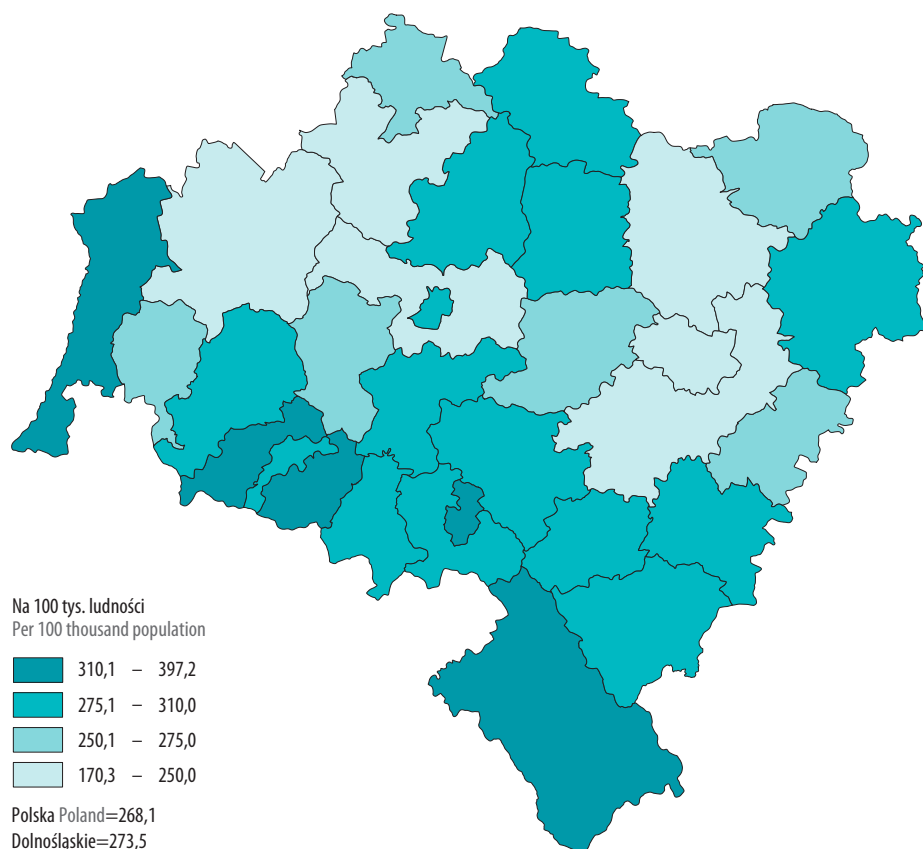 Na 100 tys. ludności
Per 100 thousand population
310,1 – 397,2
275,1 – 310,0
250,1 – 275,0
170,3 – 250,0
Polska Poland=268,1
Dolnośląskie=273,5